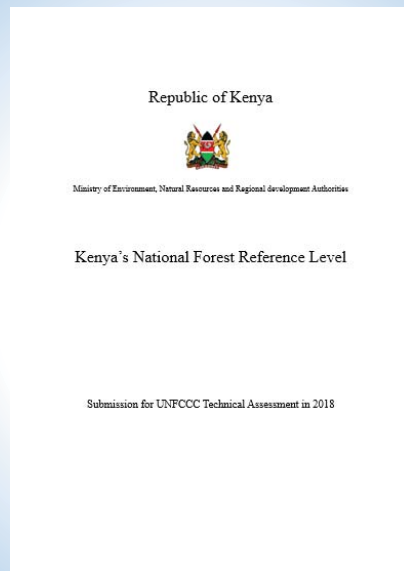 Republic of Kenya
Ministry of Environment, Natural Resources and Regional development Authorities
Kenya's National Forest Reference Level
Submission for UNFCCC Technical Assessment in 2018